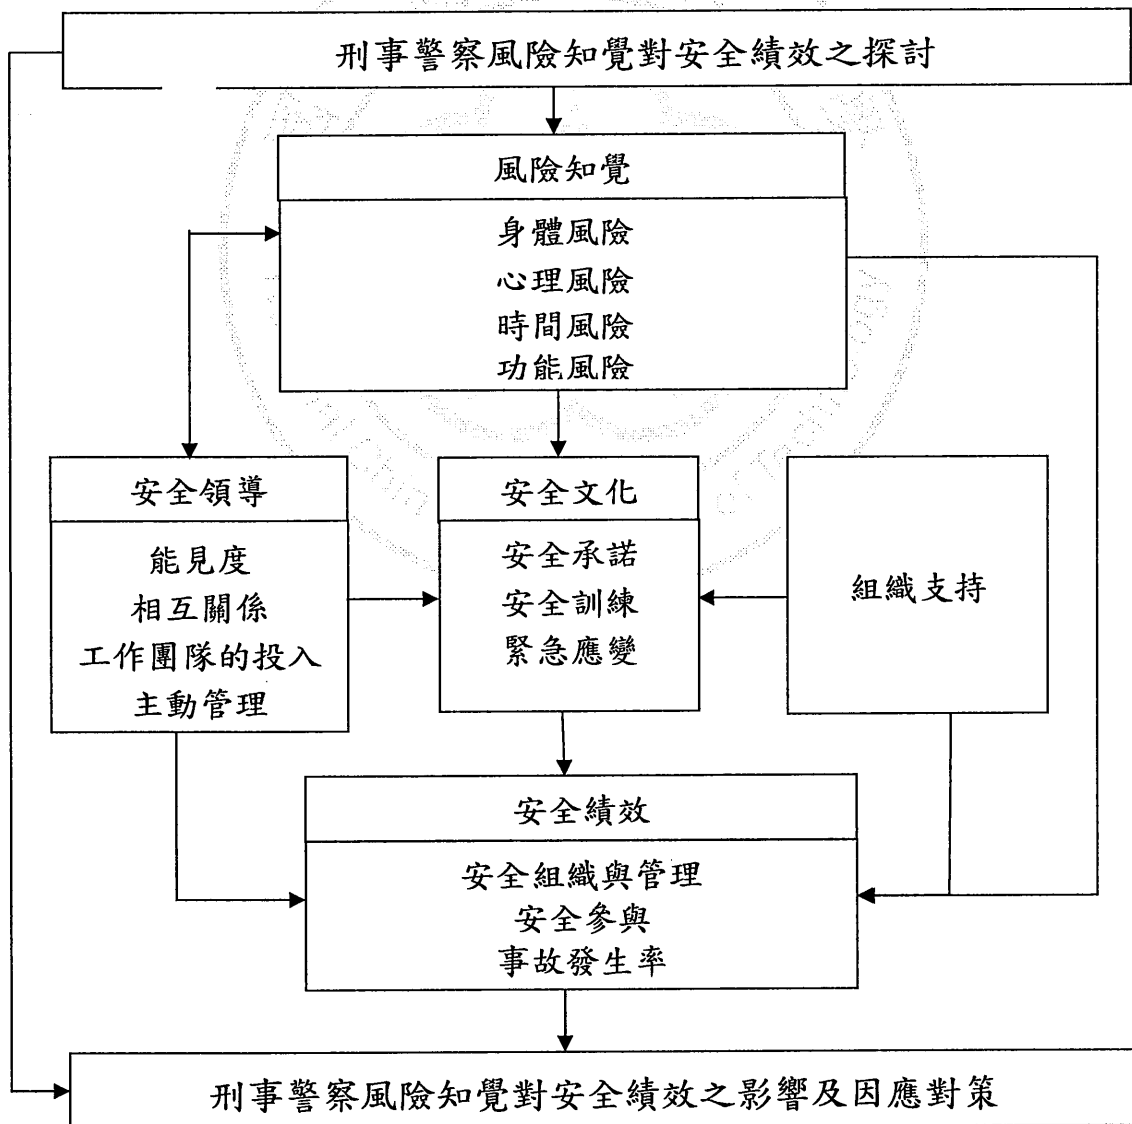 刑事警察風險知覺對安全績效之探討
風險知覺
身體風險
心理風險
時間風險
功能風險
安全領導
能見度
相互關係
工作團隊的投入
主動管理
安全文化
安全承諾
安全訓練
緊急應變
組織支持
安全績效
安全組織與管理
安全參與
事故發生率
刑事警察風險知覺對安全績效之影響及因應對策